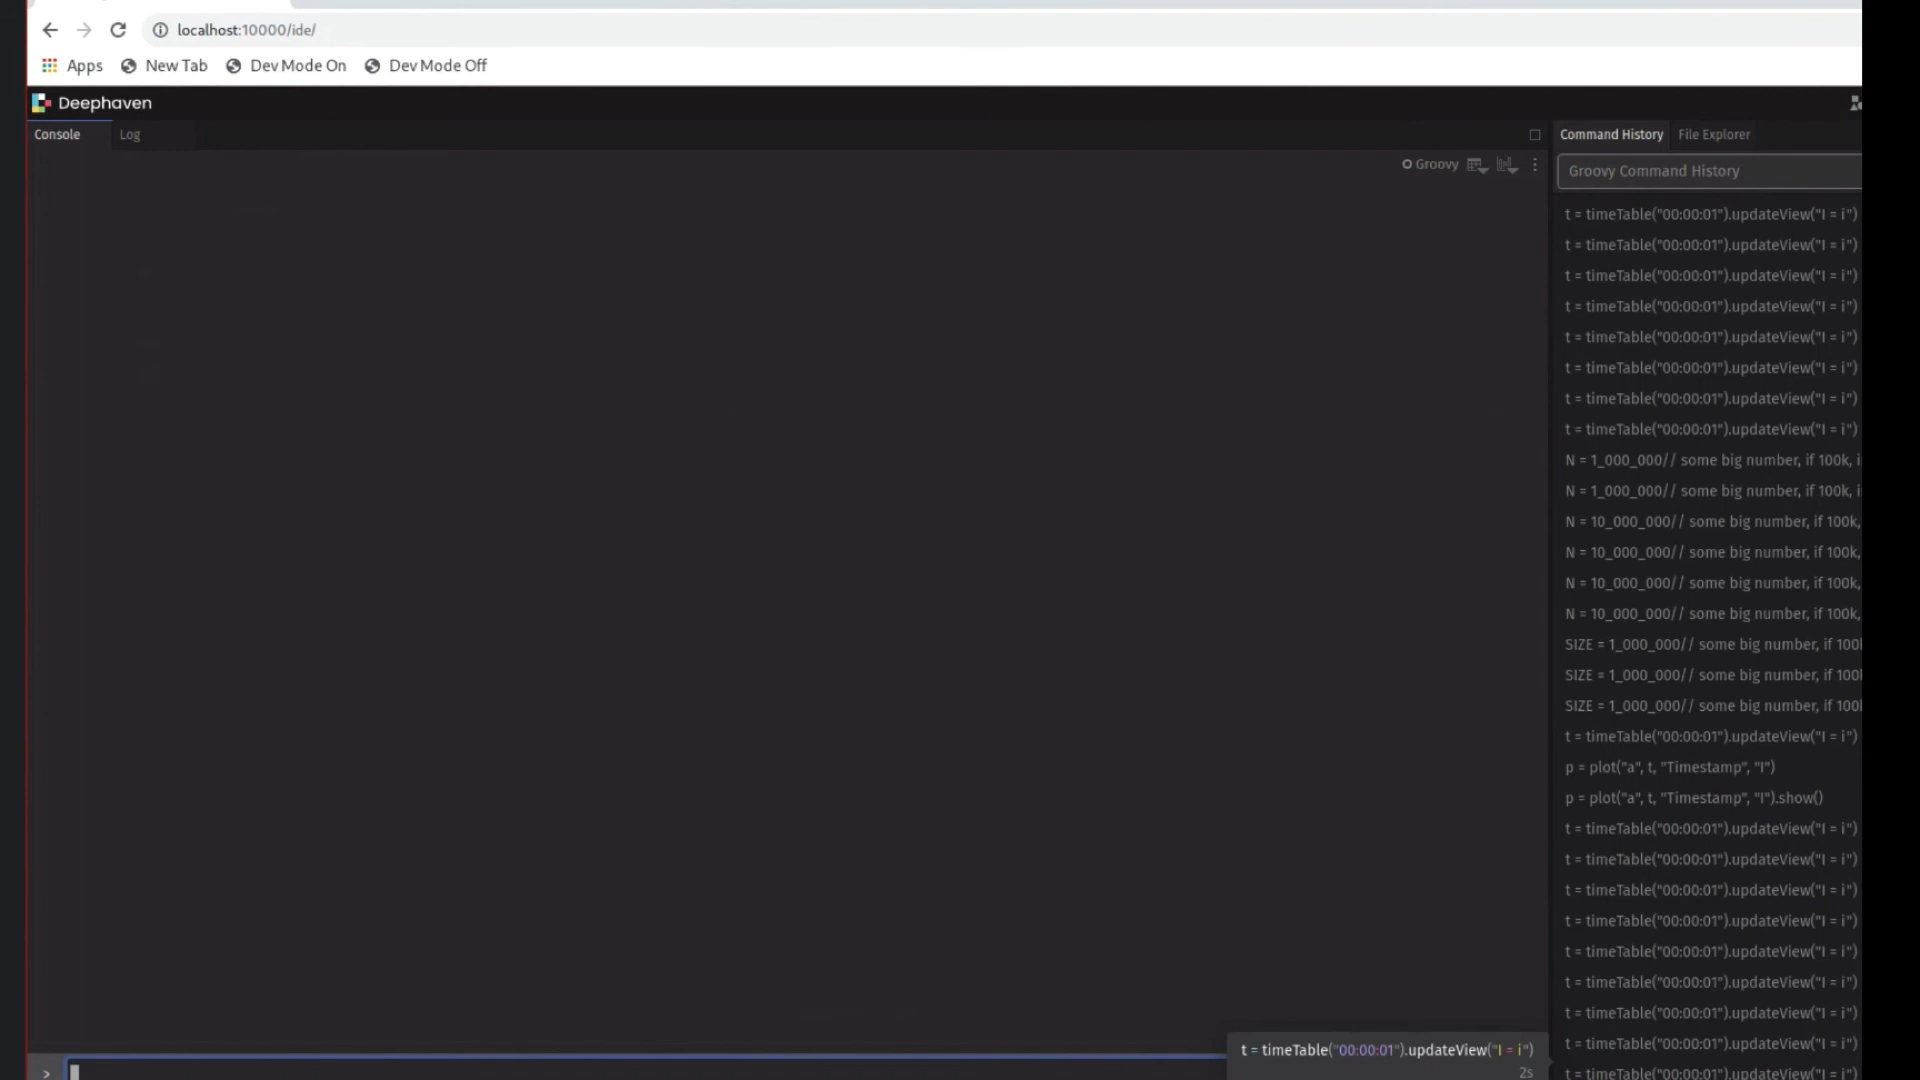 localhost:10000/ide/
Apps New Tab Dev Mode On Dev Mode Off
Deephaven
Console Log
Command History File Explorer
Groovy
Groovy Command History
t = timeTable("00:00:01").updateView("I = i")
t = timeTable("00:00:01").updateView("I = i")
t = timeTable("00:00:01").updateView("I = i")
t = timeTable("00:00:01").updateView("I = i")
t = timeTable("00:00:01").updateView("I = i")
t = timeTable("00:00:01").updateView("I = i")
t = timeTable("00:00:01").updateView("I = i")
t = timeTable("00:00:01").updateView("I = i")
N = 1_000_000// some big number, if 100k, i
N = 1_000_000// some big number, if 100k, i
N = 10_000_000// some big number, if 100k,
N = 10_000_000// some big number, if 100k,
N = 10_000_000// some big number, if 100k,
N = 10_000_000// some big number, if 100k,
SIZE = 1_000_000// some big number, if 100
SIZE = 1_000_000// some big number, if 100
SIZE = 1_000_000// some big number, if 100
t = timeTable("00:00:01").updateView("I = i")
p = plot("a", t, "Timestamp", "I")
p = plot("a", t, "Timestamp", "I").show()
t = timeTable("00:00:01").updateView("I = i")
t = timeTable("00:00:01").updateView("I = i")
t = timeTable("00:00:01").updateView("I = i")
t = timeTable("00:00:01").updateView("I = i")
t = timeTable("00:00:01").updateView("I = i")
t = timeTable("00:00:01").updateView("I = i")
t = timeTable("00:00:01").updateView("I = i")
t = timeTable("00:00:01").updateView("I = i")
t = timeTable("00:00:01").updateView("I = i")
t = timeTable("00:00:01").updateView("I = i")
2s
>